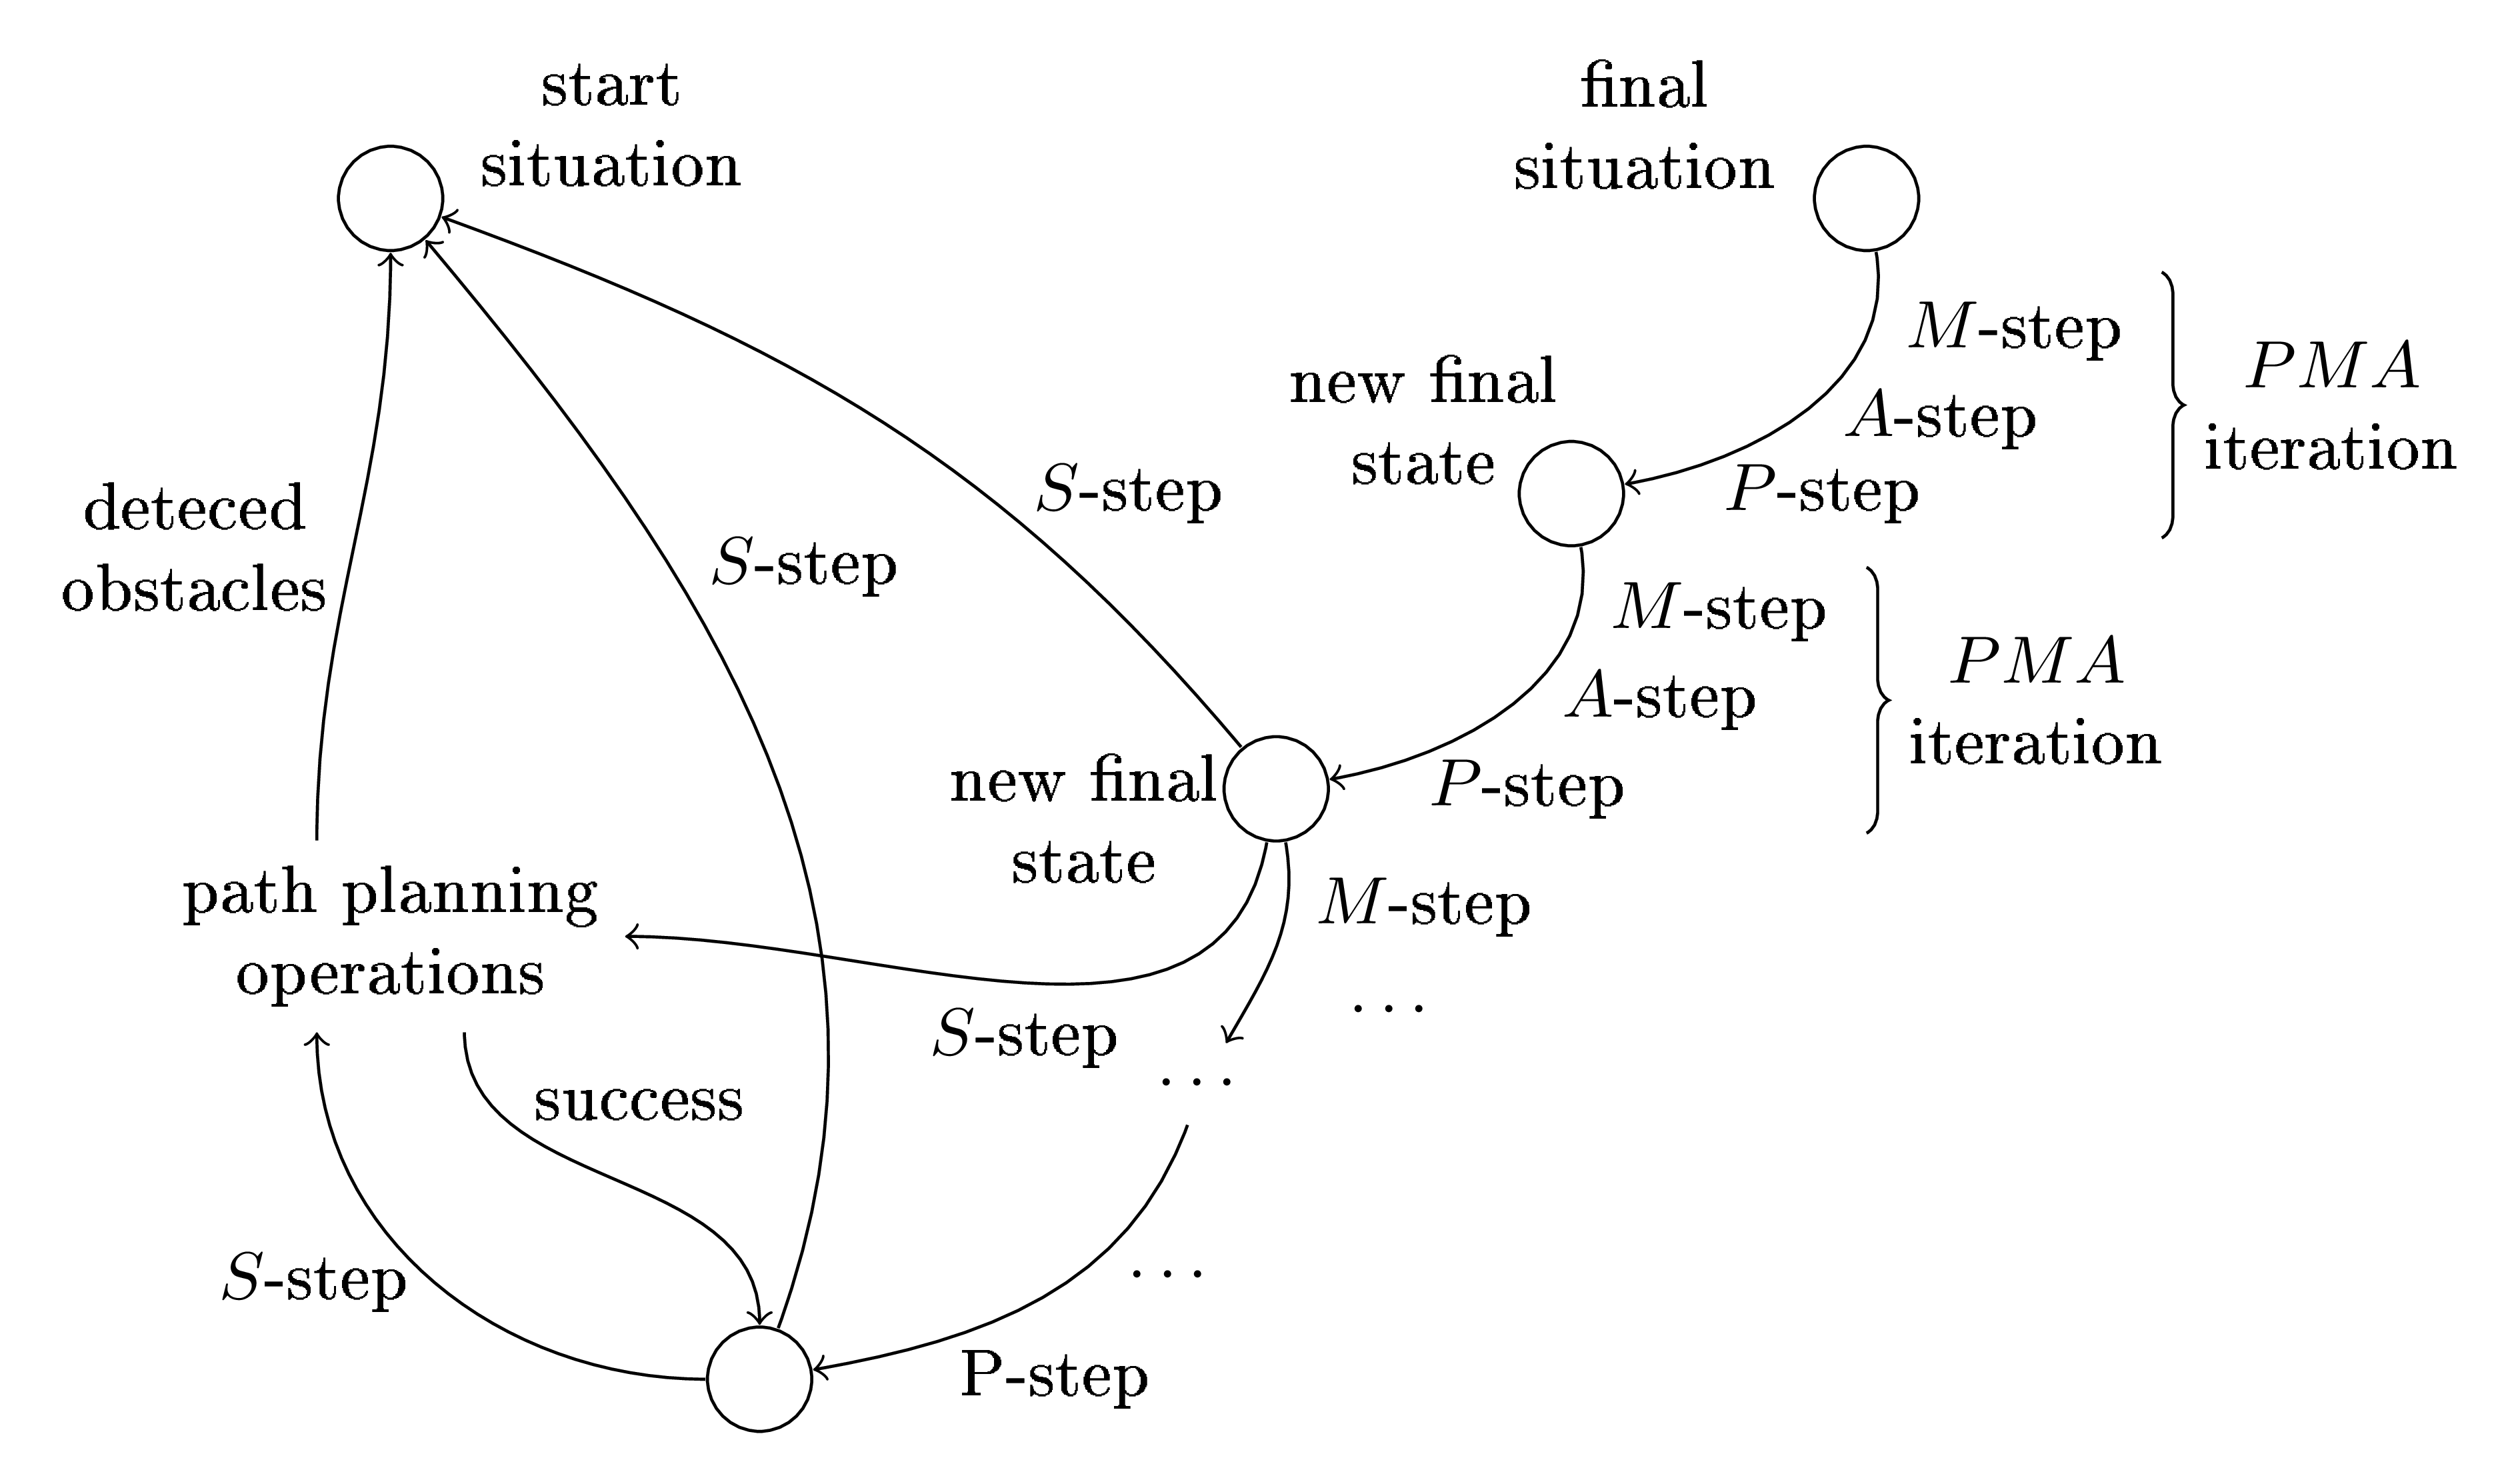 start
situation
final
situation
M-step
A-step
P-step
PMA
iteration
new final
state
S-step
S-step
deteced
obstacles
M-step
A-step
P-step
PMA
iteration
new final
state
M-step
...
path planning
operations
S-step
...
success
S-step
...
P-step